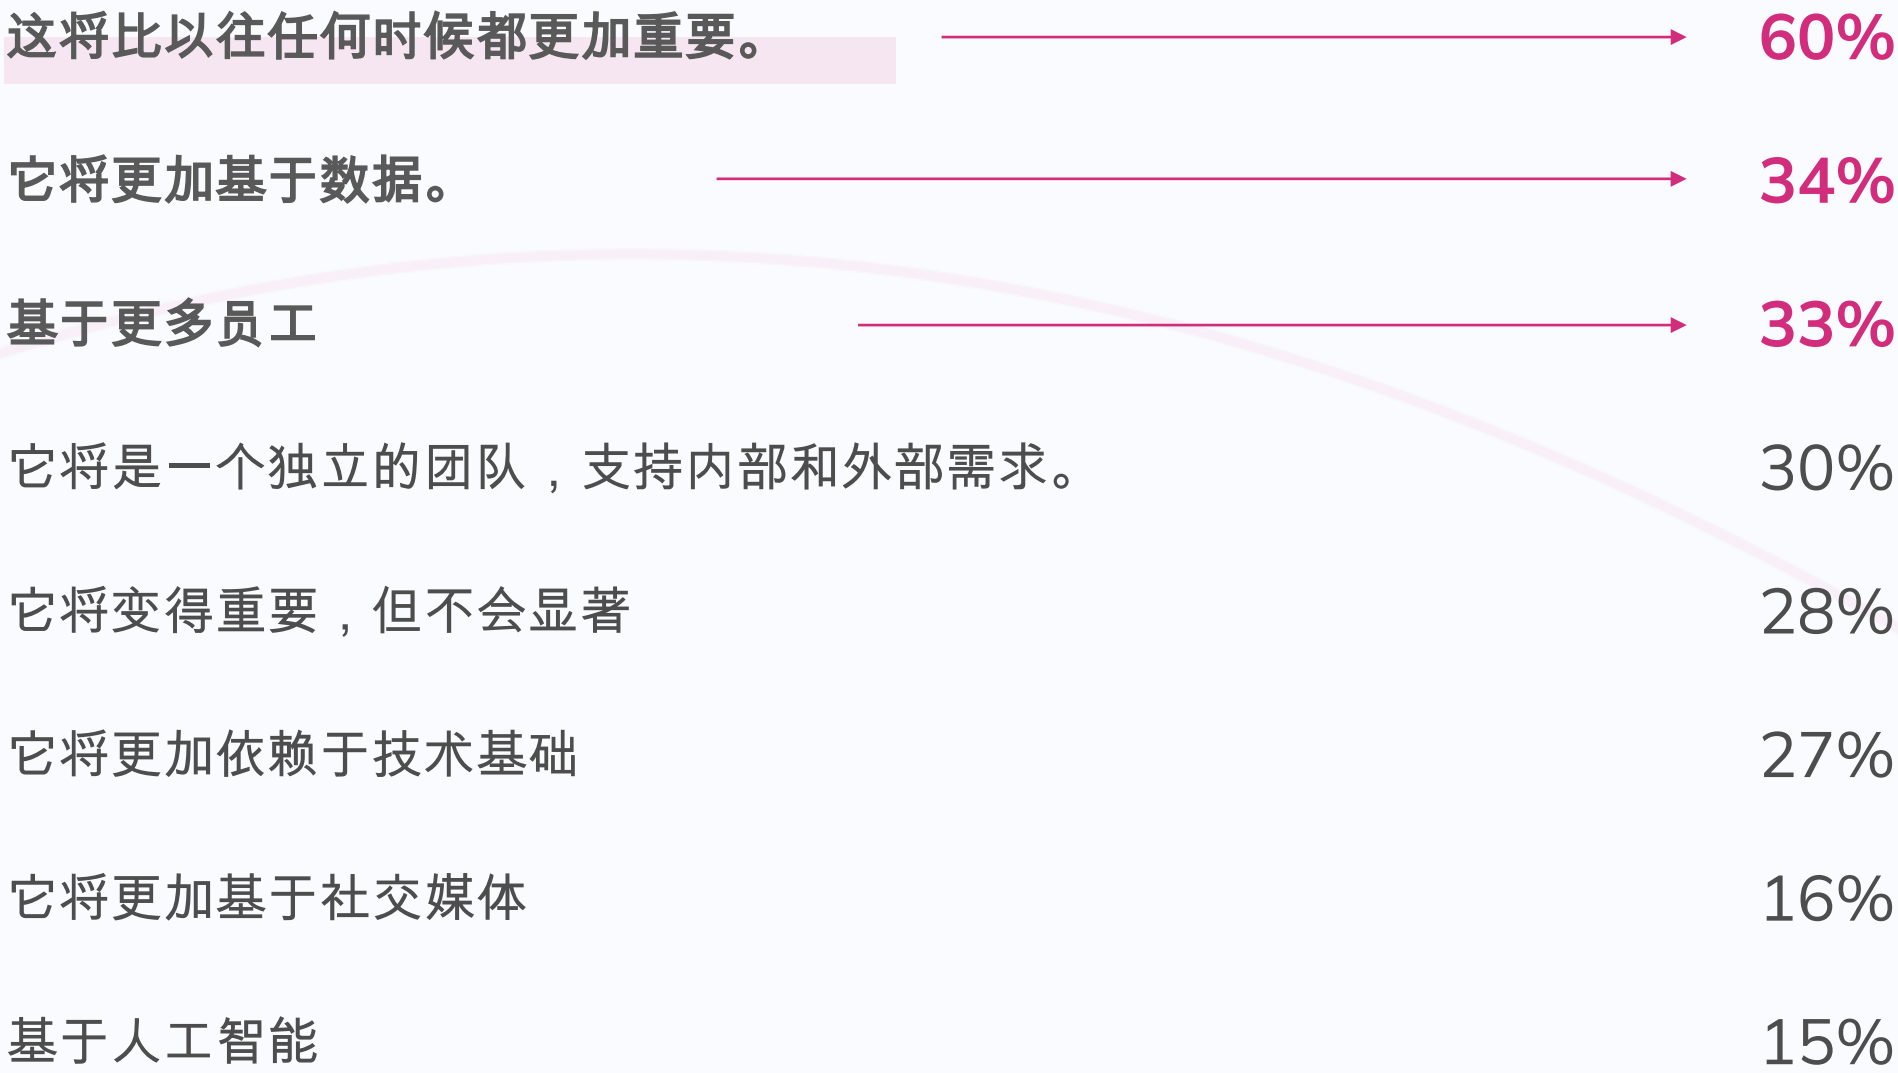 这将比以往任何时候都更加重要。 60%
它将更加基于数据。 34%
基于更多员工 33%
它将是一个独立的团队，支持内部和外部需求。 30%
它将变得重要，但不会显著 28%
它将更加依赖于技术基础 27%
它将更加基于社交媒体 16%
基于人工智能 15%